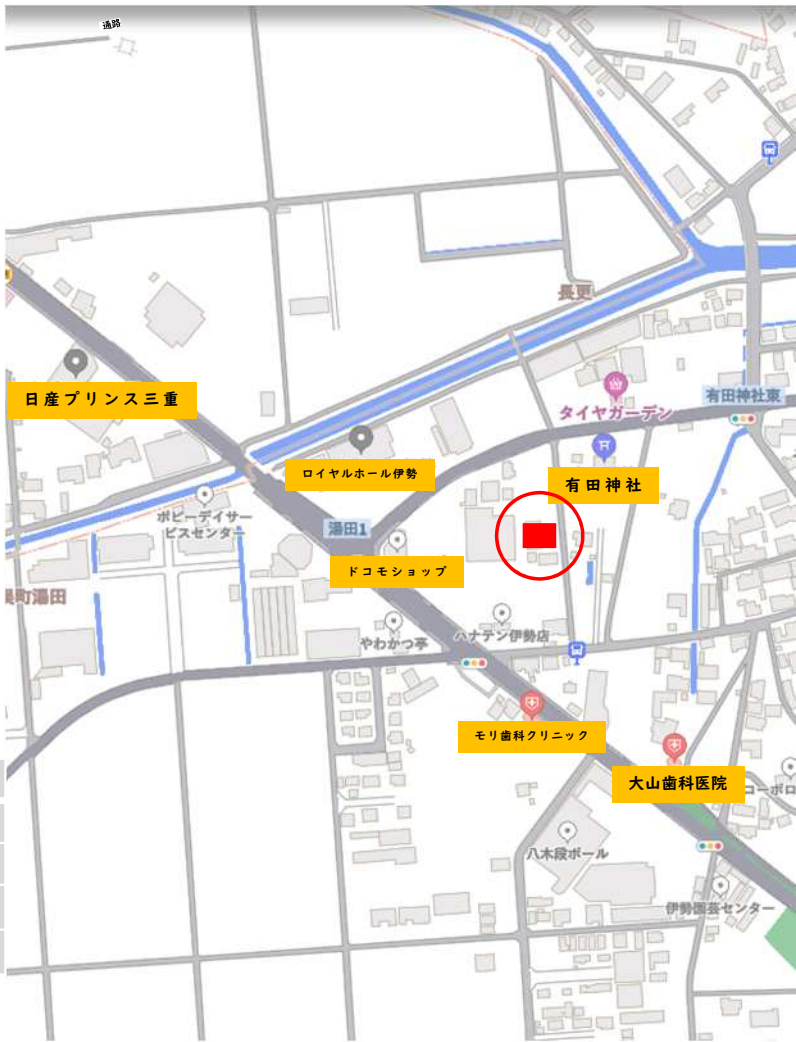 通路
長更
日産プリンス三重
タイヤガーデン
有田神社東
ロイヤルホール伊勢
有田神社
ボビーデイサー
ビスセンター
湯田1
ドコモショップ
町湯田
やわかつ亭
ハナテン伊勢店
モリ歯科クリニック
大山歯科医院
コーポロ
八木段ボール
伊勢園芸センター